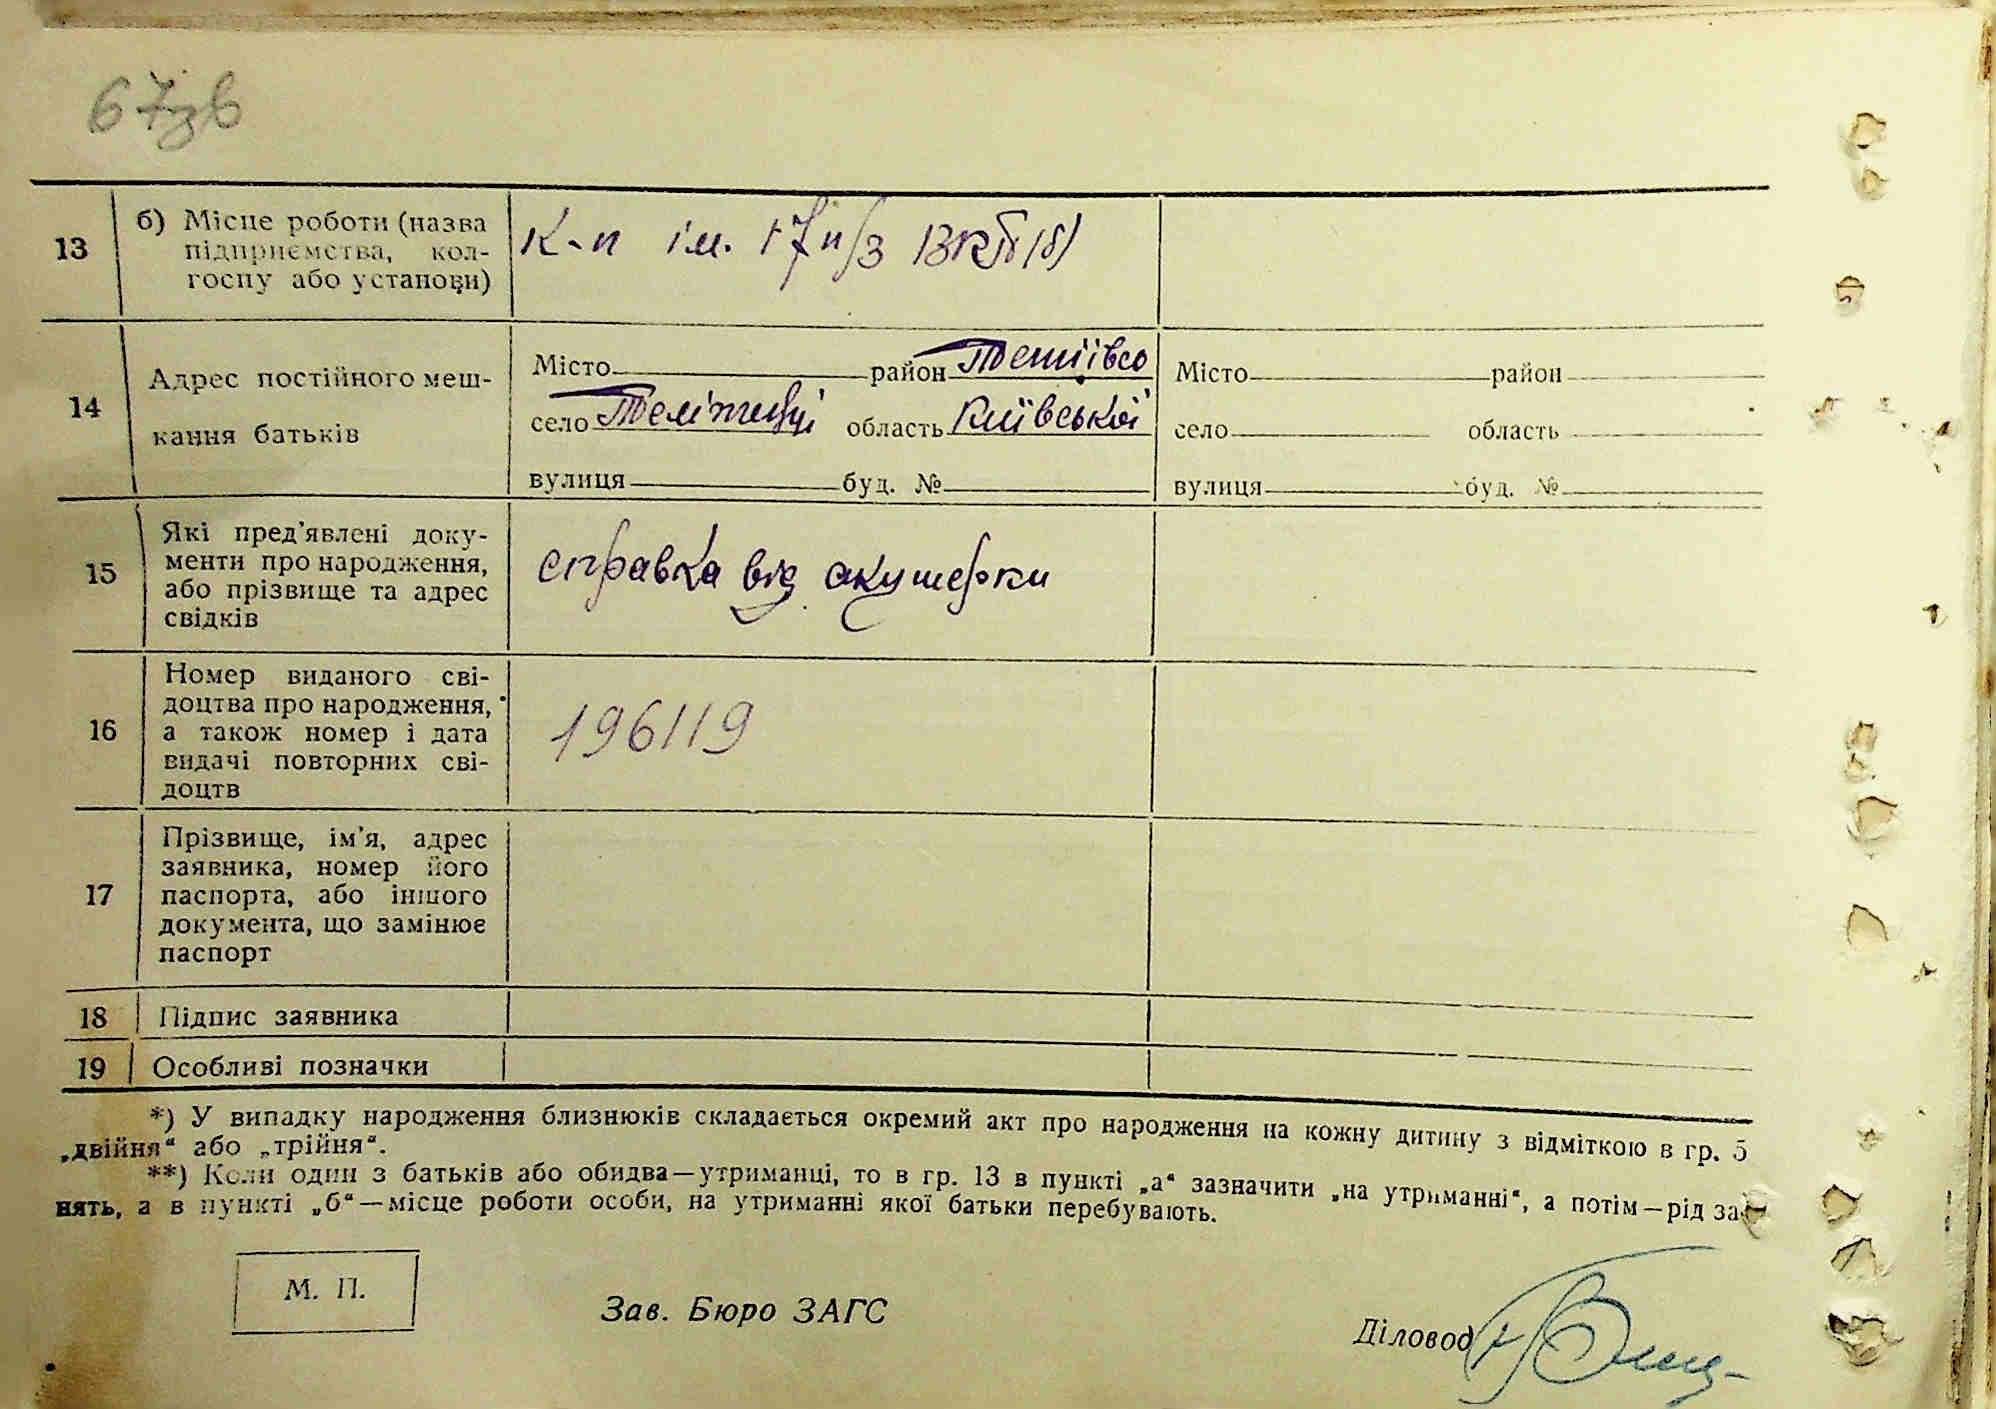 67зв
13 б) Місце роботи (назва підприємства, колгоспу або установи) К-п ім. 17 п/з ВКП(б)
14 Адрес постійного мешкання батьків
Місто район Тетіївсо Місто район
село Теліжинці область Київської село область
вулиця буд. № вулиця буд. №
15 Які пред'явлені документи про народження, або прізвище та адрес свідків справка від акушерки
16 Номер виданого свідоцтва про народження, а також номер і дата видачі повторних свідоцтв 196119
17 Прізвище, ім'я, адрес заявника, номер його паспорта, або іншого документа, що замінює паспорт
18 Підпис заявника
19 Особливі позначки
*) У випадку народження близнюків складається окремий акт про народження на кожну дитину з відміткою в гр. 5
„двійня“ або „трійня“.
**) Коли один з батьків або обидва—утриманці, то в гр. 13 в пункті „а“ зазначити „на утриманні“, а потім—рід за-
нять, а в пункті „б“—місце роботи особи, на утриманні якої батьки перебувають.
М. П.
Зав. Бюро ЗАГС
Діловод